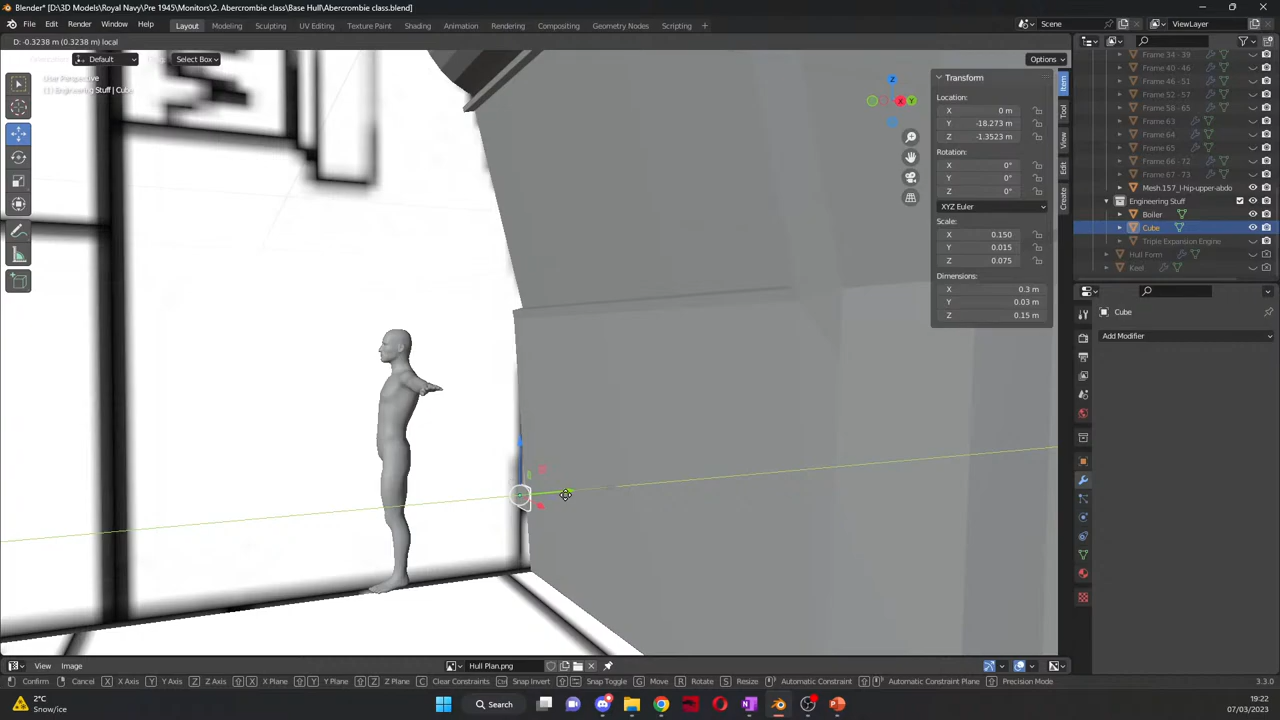 Blender* [D:\3D Models\Royal Navy\Pre 1945\Monitors\2. Abercrombie class\Base Hull\Abercrombie class.blend]
File Edit Render Window Help Layout Modeling Sculpting UV Editing Texture Paint Shading Animation Rendering Compositing Geometry Nodes Scripting + Scene ViewLayer
D: -0.3238 m (0.3238 m) local
Orientation: Default Drag: Select Box Options
User Perspective
(1) Engineering Stuff | Cube
Transform
Location:
X 0 m
Y -18.273 m
Z -1.3523 m
Rotation:
X 0°
Y 0°
Z 0°
XYZ Euler
Scale:
X 0.150
Y 0.015
Z 0.075
Dimensions:
X 0.3 m
Y 0.03 m
Z 0.15 m
Item
Tool
View
Edit
Create
Z
X
Y
Frame 34 - 39
Frame 40 -46
Frame 46 - 51
Frame 52 - 57
Frame 58 - 65
Frame 63
Frame 64
Frame 65
Frame 66 - 72
Frame 67 - 73
Mesh.157_l-hip-upper-abdo
Engineering Stuff
Boiler
Cube
Triple Expansion Engine
Hull Form
Keel
Cube
Add Modifier
View Image Hull Plan.png
Confirm Cancel X X Axis Y Y Axis Z Z Axis X X Plane Y Y Plane Z Z Plane C Clear Constraints Snap Invert Snap Toggle G Move R Rotate S Resize Automatic Constraint Automatic Constraint Plane Precision Mode 3.3.0
2°C
Snow/ice
Search
19:22
07/03/2023